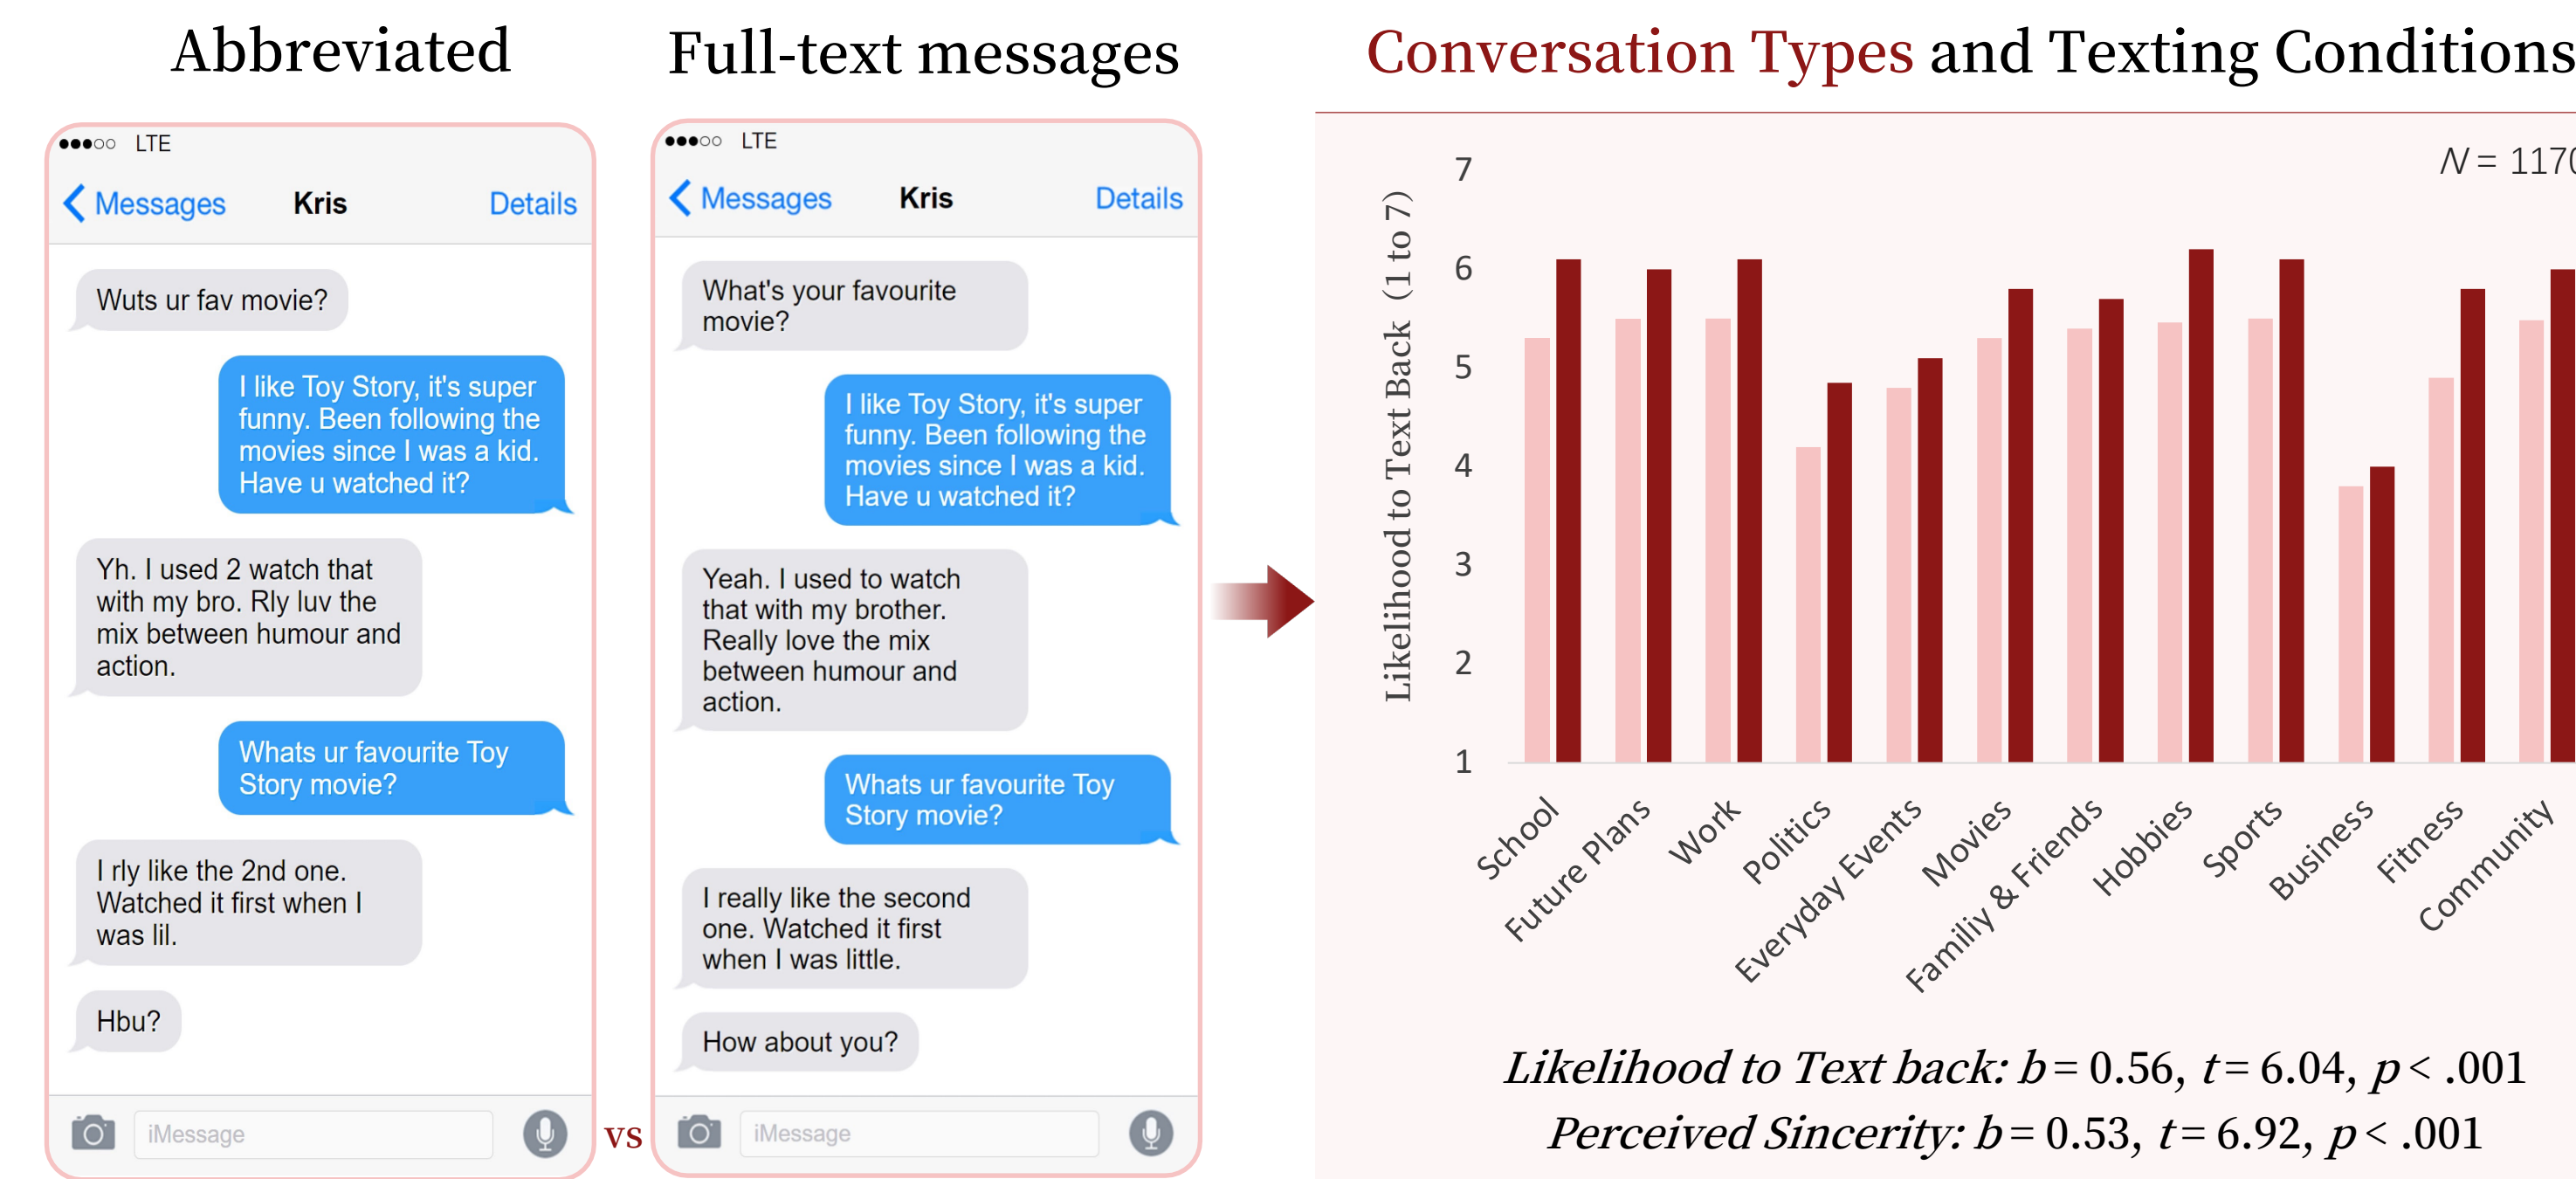 Abbreviated
●●●○○ LTE
Messages Kris Details
Wuts ur fav movie?
I like Toy Story, it's super
funny. Been following the
movies since I was a kid.
Have u watched it?
Yh. I used 2 watch that
with my bro. Rly luv the
mix between humour and
action.
Whats ur favourite Toy
Story movie?
I rly like the 2nd one.
Watched it first when I
was lil.
Hbu?
iMessage
vs
Full-text messages
●●●○○ LTE
Messages Kris Details
What's your favourite
movie?
I like Toy Story, it's super
funny. Been following the
movies since I was a kid.
Have u watched it?
Yeah. I used to watch
that with my brother.
Really love the mix
between humour and
action.
Whats ur favourite Toy
Story movie?
I really like the second
one. Watched it first
when I was little.
How about you?
iMessage
Conversation Types and Texting Conditions
N = 1170
Likelihood to Text Back (1 to 7)
7
6
5
4
3
2
1
School
Future Plans
Work
Politics
Everyday Events
Movies
Familiy & Friends
Hobbies
Sports
Business
Fitness
Community
Likelihood to Text back: b = 0.56, t = 6.04, p < .001
Perceived Sincerity: b = 0.53, t = 6.92, p < .001